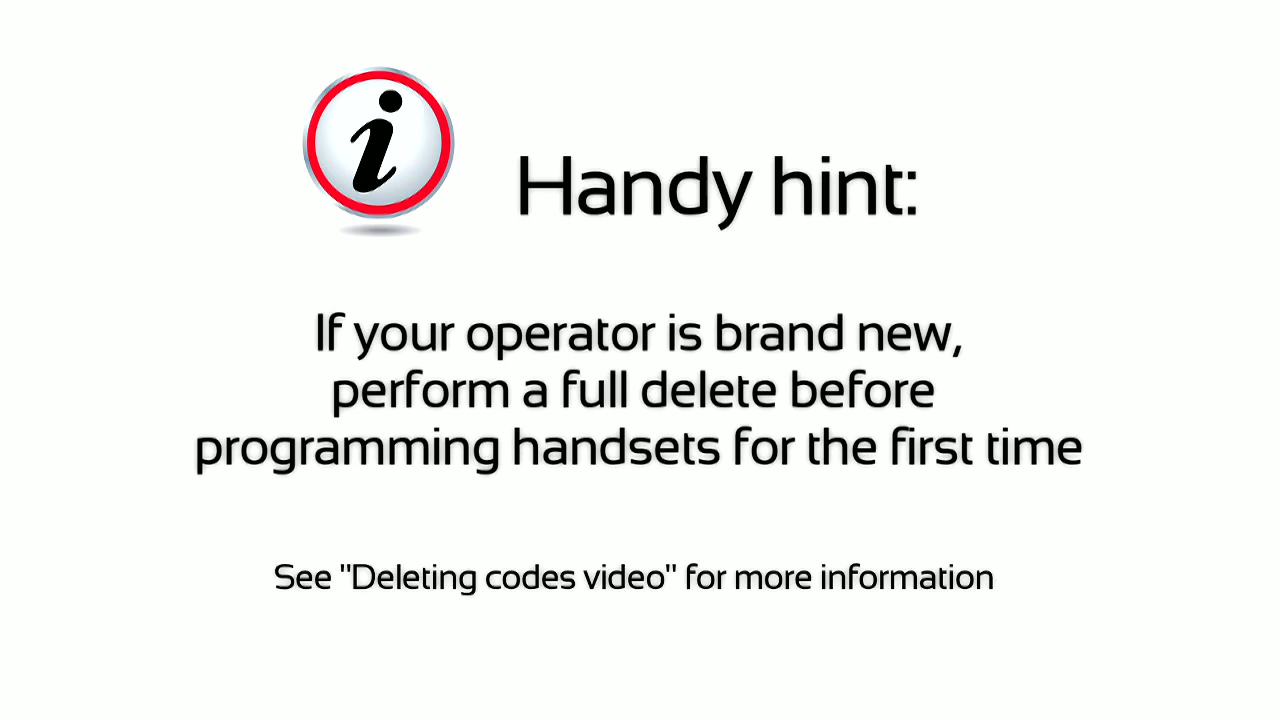 Handy hint:
If your operator is brand new,
perform a full delete before
programming handsets for the first time
See "Deleting codes video" for more information